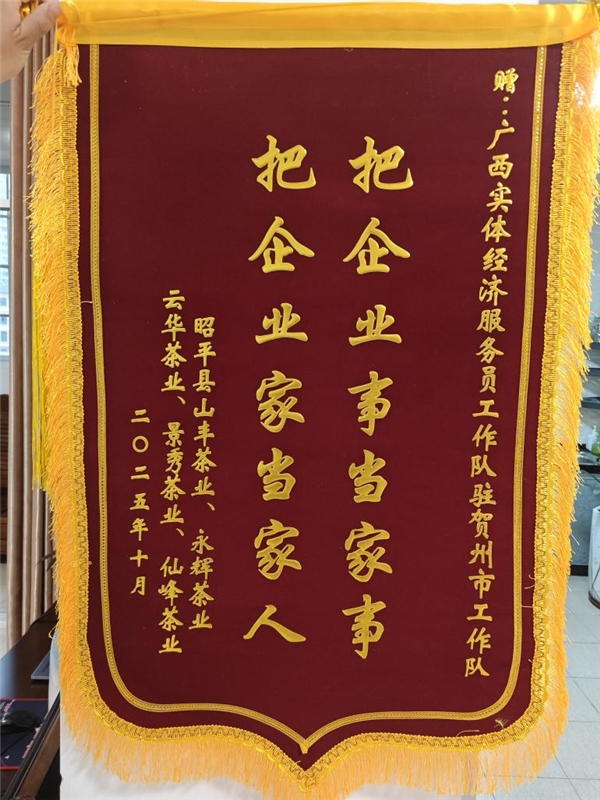 赠：广西实体经济服务员工作队驻贺州市工作队
把企业事当家事
把企业家当家人
昭平县山丰茶业、永辉茶业
云华茶业、景秀茶业、仙峰茶业
二〇二五年十月